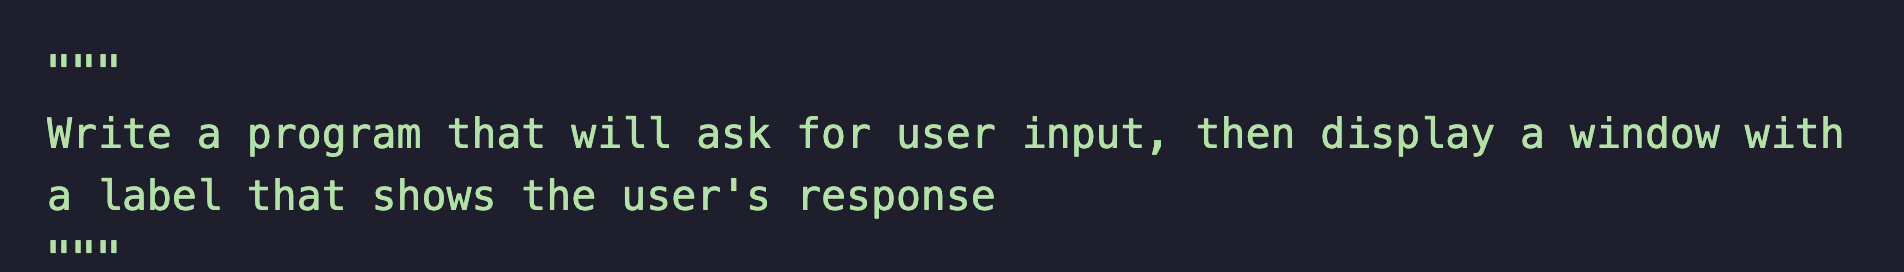 """
Write a program that will ask for user input, then display a window with
a label that shows the user's response
"""